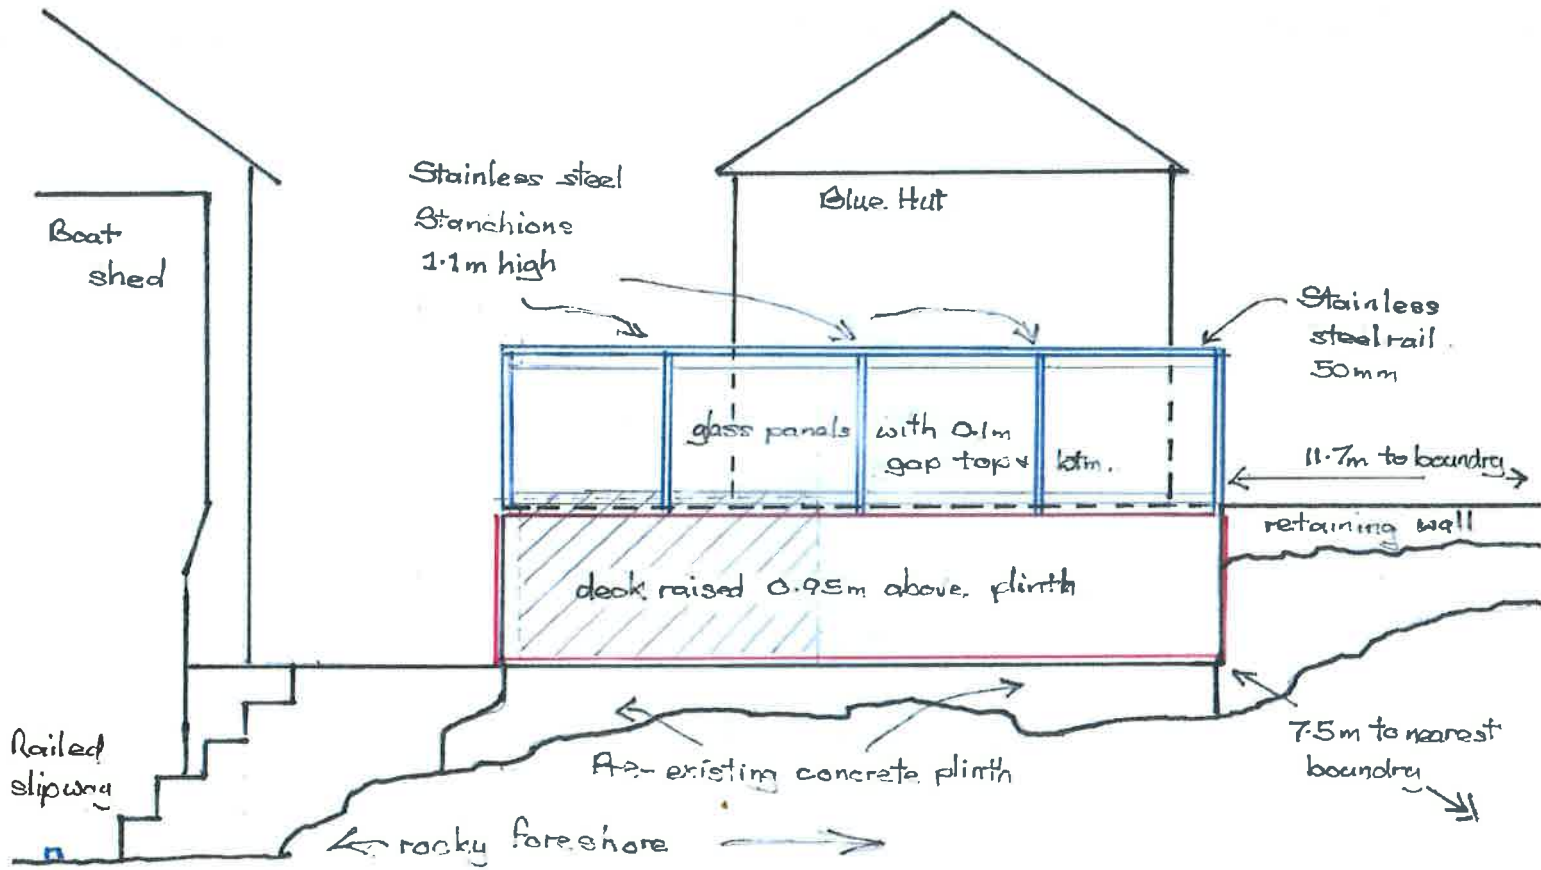 Stainless steel
Stanchions
1.1m high
Blue Hut
Boat
shed
Stainless
steel rail
50mm
glass panels with 0.1m
gap top & botm.
11.7m to boundry
retaining wall
deck raised 0.95m above plinth
Railed
slipway
Pre-existing concrete plinth
7.5m to nearest
boundry
rocky foreshore